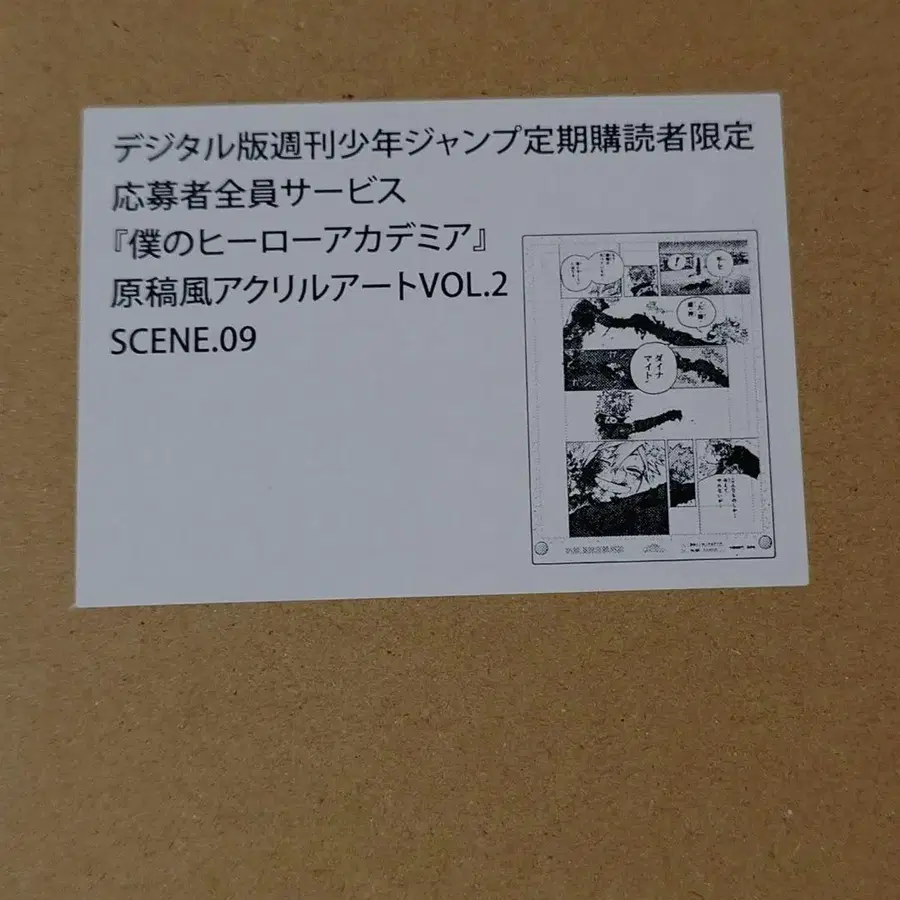 デジタル版週刊少年ジャンプ定期購読者限定
応募者全員サービス
『僕のヒーローアカデミア』
原稿風アクリルアートVOL.2
SCENE.09
ダイナ
マイト!